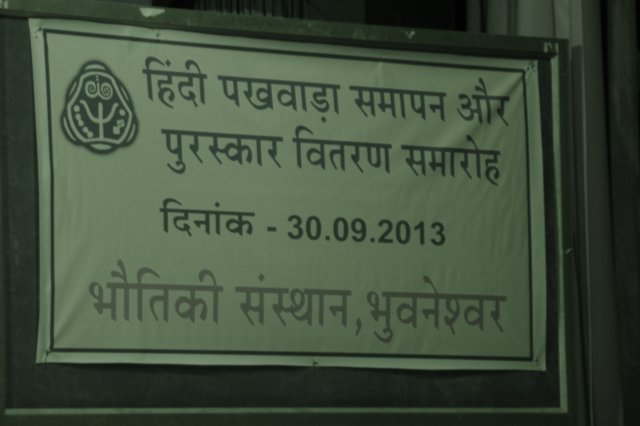 हिंदी पखवाड़ा समापन और
पुरस्कार वितरण समारोह
दिनांक - 30.09.2013
भौतिकी संस्थान, भुवनेश्वर